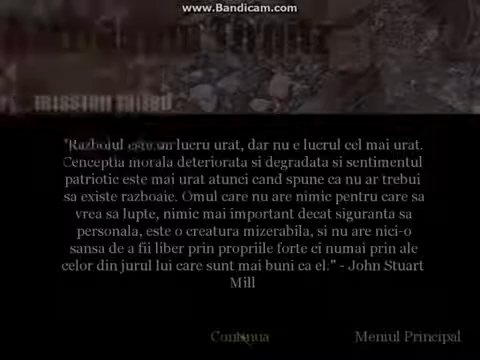 www.Bandicam.com
MISSION FAILED
"Razboiul este un lucru urat, dar nu e lucrul cel mai urat.
Cenceptia morala deteriorata si degradata si sentimentul
patriotic este mai urat atunci cand spune ca nu ar trebui
sa existe razboaie. Omul care nu are nimic pentru care sa
vrea sa lupte, nimic mai important decat siguranta sa
personala, este o creatura mizerabila, si nu are nici-o
sansa de a fii liber prin propriile forte ci numai prin ale
celor din jurul lui care sunt mai buni ca el." - John Stuart
Mill
Continua
Meniul Principal